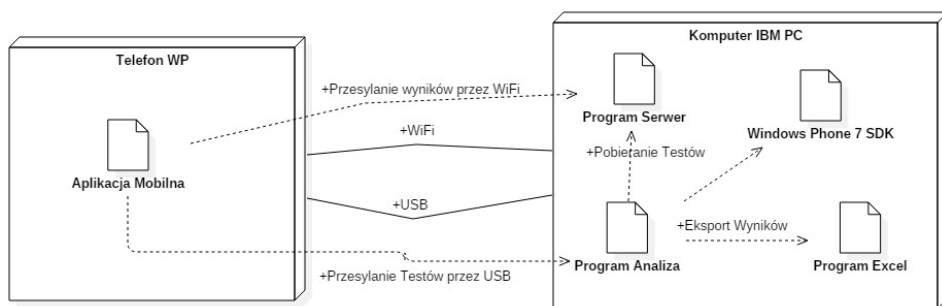 Komputer IBM PC
Telefon WP
+Przesylanie wyników przez WiFi
Program Serwer
Windows Phone 7 SDK
+WiFi
+Pobieranie Testów
Aplikacja Mobilna
+USB
+Eksport Wyników
Program Analiza
Program Excel
+Przesylanie Testów przez USB